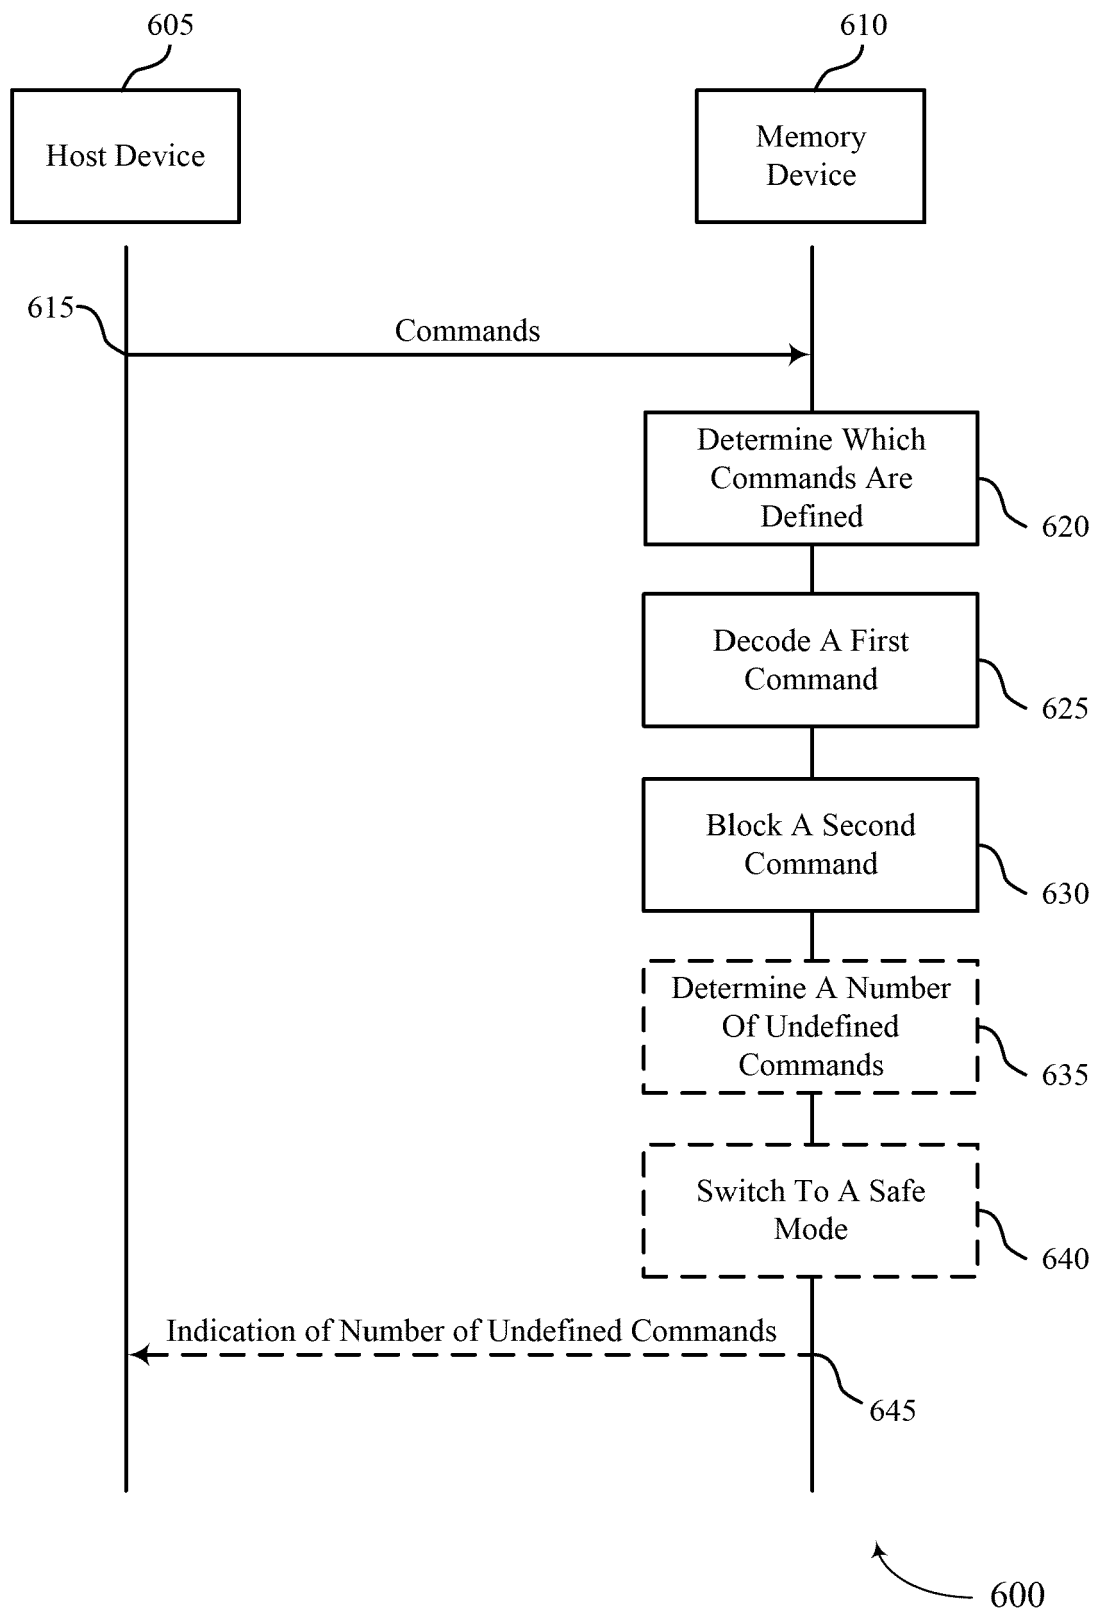 605
610
Host Device
Memory
Device
615
Commands
Determine Which
Commands Are
Defined
620
Decode A First
Command
625
Block A Second
Command
630
Determine A Number
Of Undefined
Commands
635
Switch To A Safe
Mode
640
Indication of Number of Undefined Commands
645
600